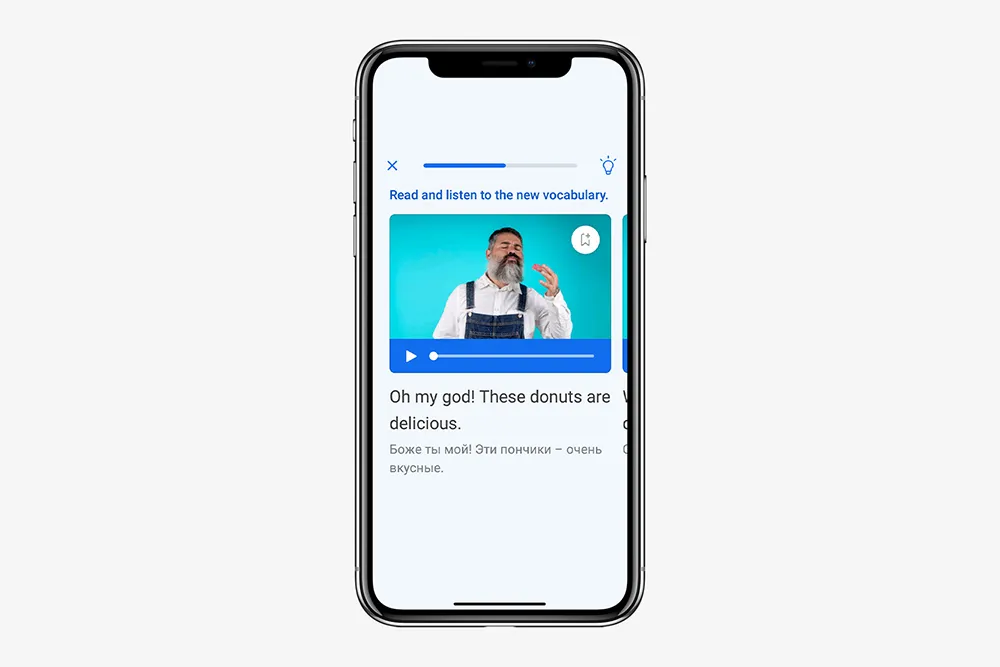 Read and listen to the new vocabulary.
Oh my god! These donuts are
delicious.
Боже ты мой! Эти пончики – очень
вкусные.